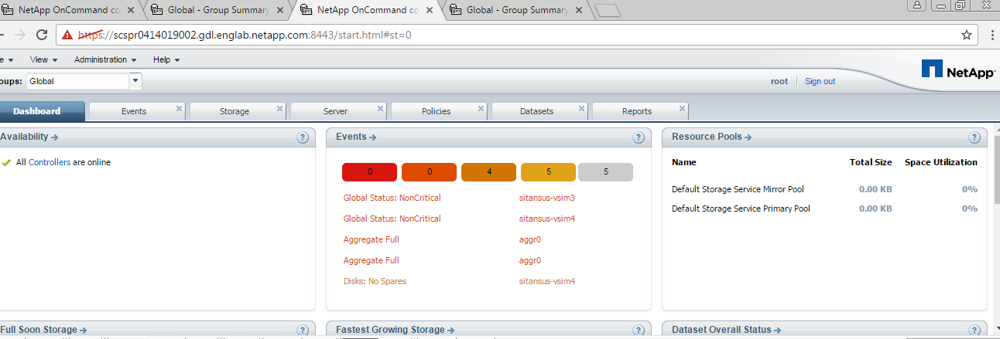 NetApp OnCommand co
Global - Group Summary
NetApp OnCommand co
Global - Group Summary
https://scspr0414019002.gdl.englab.netapp.com:8443/start.html#st=0
e View Administration Help
NetApp
oups: Global root Sign out
Dashboard Events Storage Server Policies Datasets Reports
Availability
All Controllers are online
Events
0 0 4 5 5
Global Status: NonCritical sitansus-vsim3
Global Status: NonCritical sitansus-vsim4
Aggregate Full aggr0
Aggregate Full aggr0
Disks: No Spares sitansus-vsim4
Resource Pools
Name Total Size Space Utilization
Default Storage Service Mirror Pool 0.00 KB 0%
Default Storage Service Primary Pool 0.00 KB 0%
Full Soon Storage
Fastest Growing Storage
Dataset Overall Status